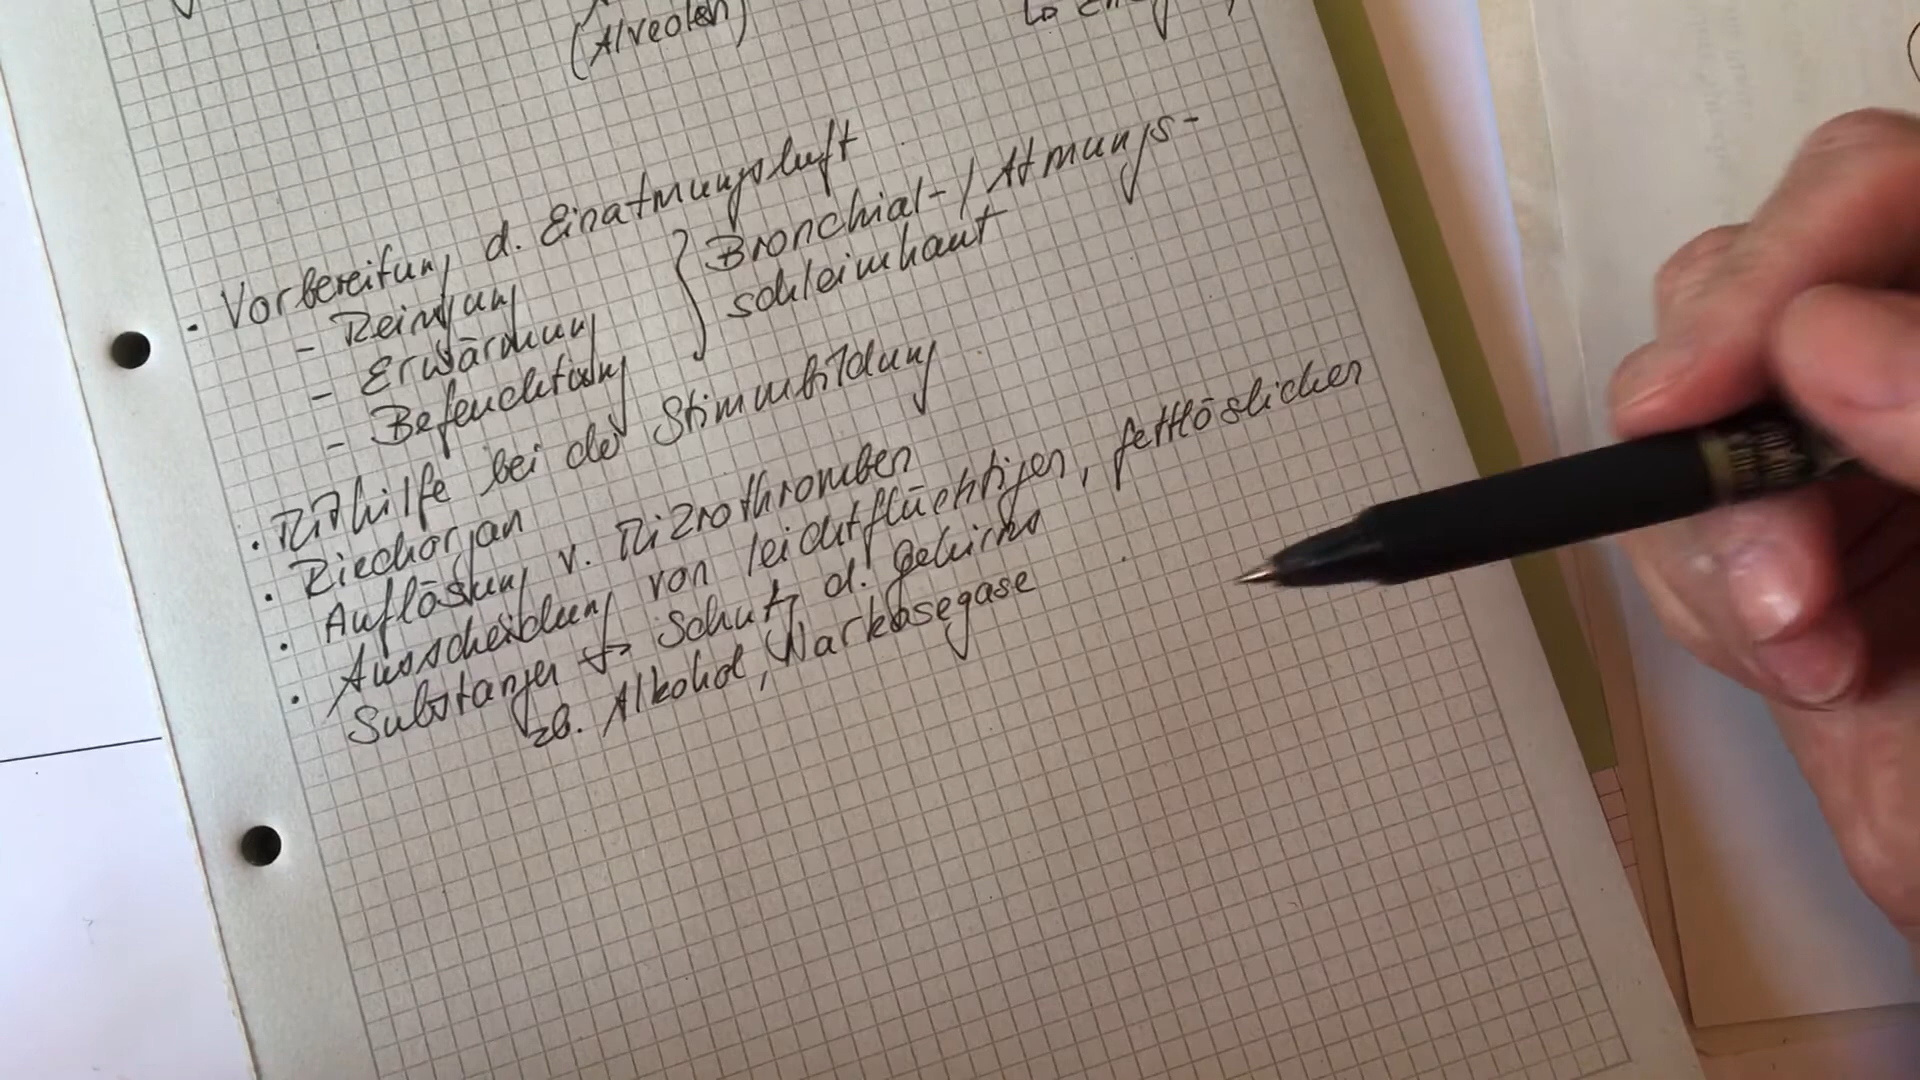 (Alveolen)
· Vorbereitung d. Einatmungsluft
- Reinigung
- Erwärmung
- Befeuchtung
} Bronchial-/Atmungs-
schleimhaut
· Mithilfe bei der Stimmbildung
· Riechorgan
· Auflösung v. Mikrothromben
· Ausscheidung von leichtflüchtigen, fettlöslichen
Substanzen → Schutz d. Gehirns
zB. Alkohol, Narkosegase